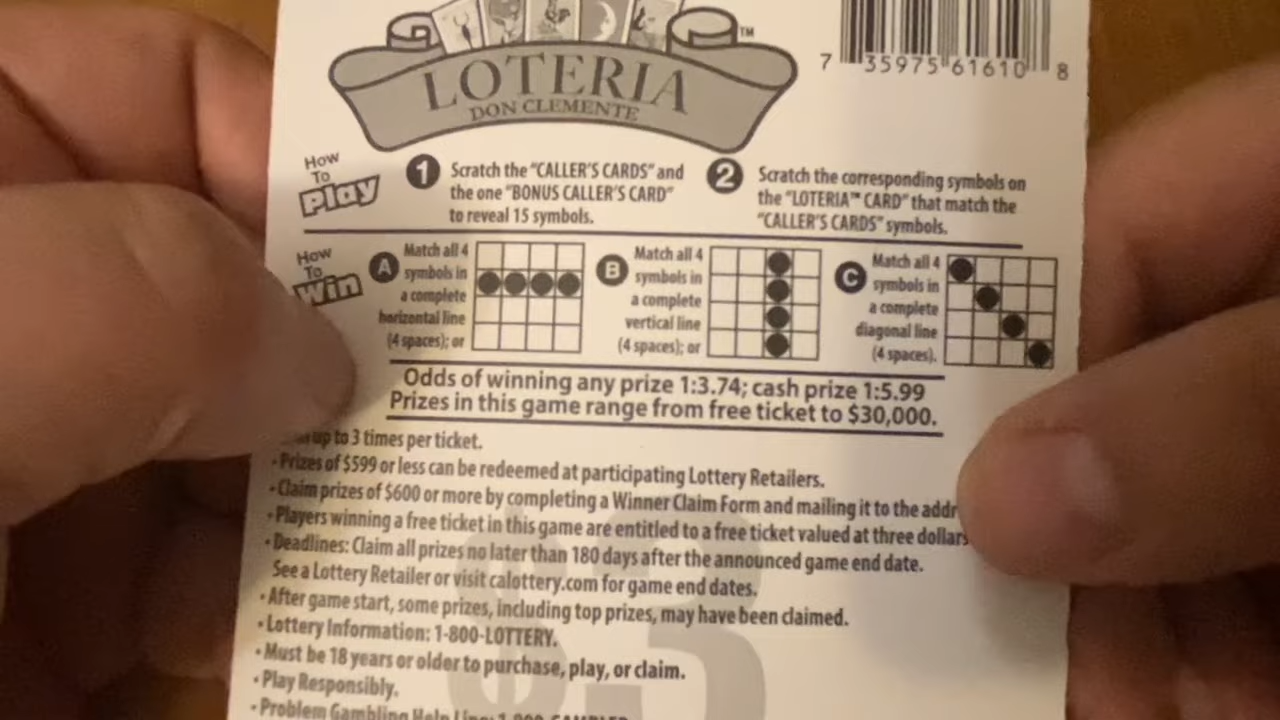 LOTERIA ™
DON CLEMENTE
7 35975 61610 8
How
To
Play
1 Scratch the "CALLER'S CARDS" and
the one "BONUS CALLER'S CARD"
to reveal 15 symbols.
2 Scratch the corresponding symbols on
the "LOTERIA™ CARD" that match the
"CALLER'S CARDS" symbols.
How
To
Win
A Match all 4
symbols in
a complete
horizontal line
(4 spaces); or
B Match all 4
symbols in
a complete
vertical line
(4 spaces); or
C Match all 4
symbols in
a complete
diagonal line
(4 spaces).
Odds of winning any prize 1:3.74; cash prize 1:5.99
Prizes in this game range from free ticket to $30,000.
up to 3 times per ticket.
• Prizes of $599 or less can be redeemed at participating Lottery Retailers.
• Claim prizes of $600 or more by completing a Winner Claim Form and mailing it to the addr
• Players winning a free ticket in this game are entitled to a free ticket valued at three dollars
• Deadlines: Claim all prizes no later than 180 days after the announced game end date.
See a Lottery Retailer or visit calottery.com for game end dates.
• After game start, some prizes, including top prizes, may have been claimed.
• Lottery Information: 1-800-LOTTERY.
• Must be 18 years or older to purchase, play, or claim.
• Play Responsibly.
• Problem Gambling Help Line: 1-800-GAMBLER
$3